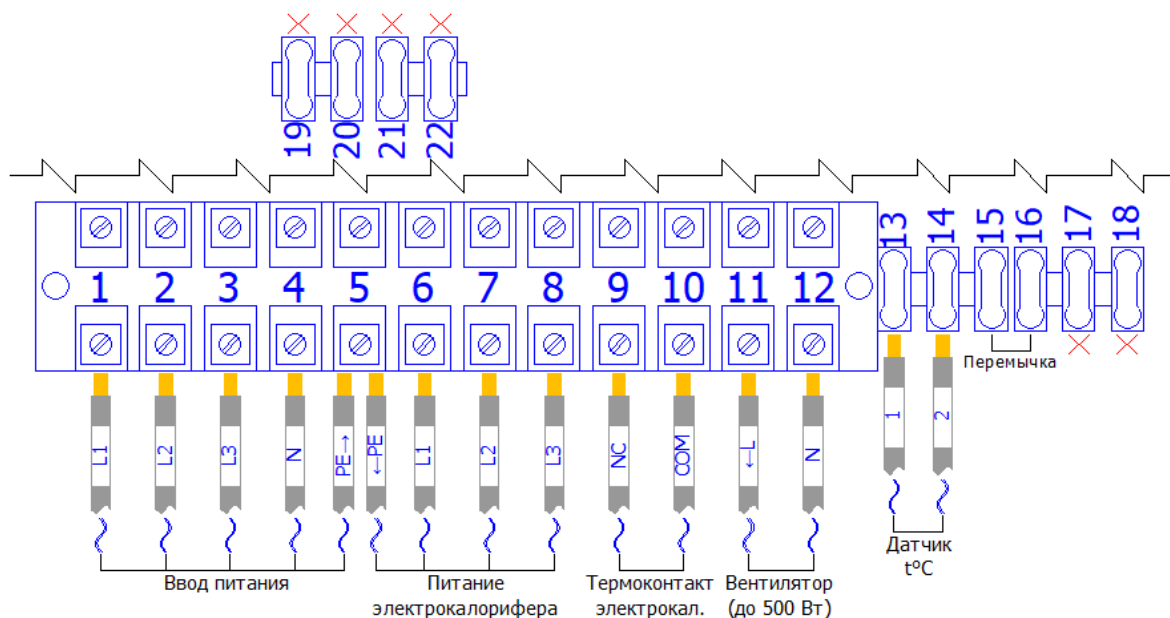 19 20 21 22
1 2 3 4 5 6 7 8 9 10 11 12 13 14 15 16 17 18
Перемычка
L1 L2 L3 N PE→ ←PE L1 L2 L3 NC COM ←L N 1 2
Датчик
t°C
Ввод питания
Питание
электрокалорифера
Термоконтакт
электрокал.
Вентилятор
(до 500 Вт)